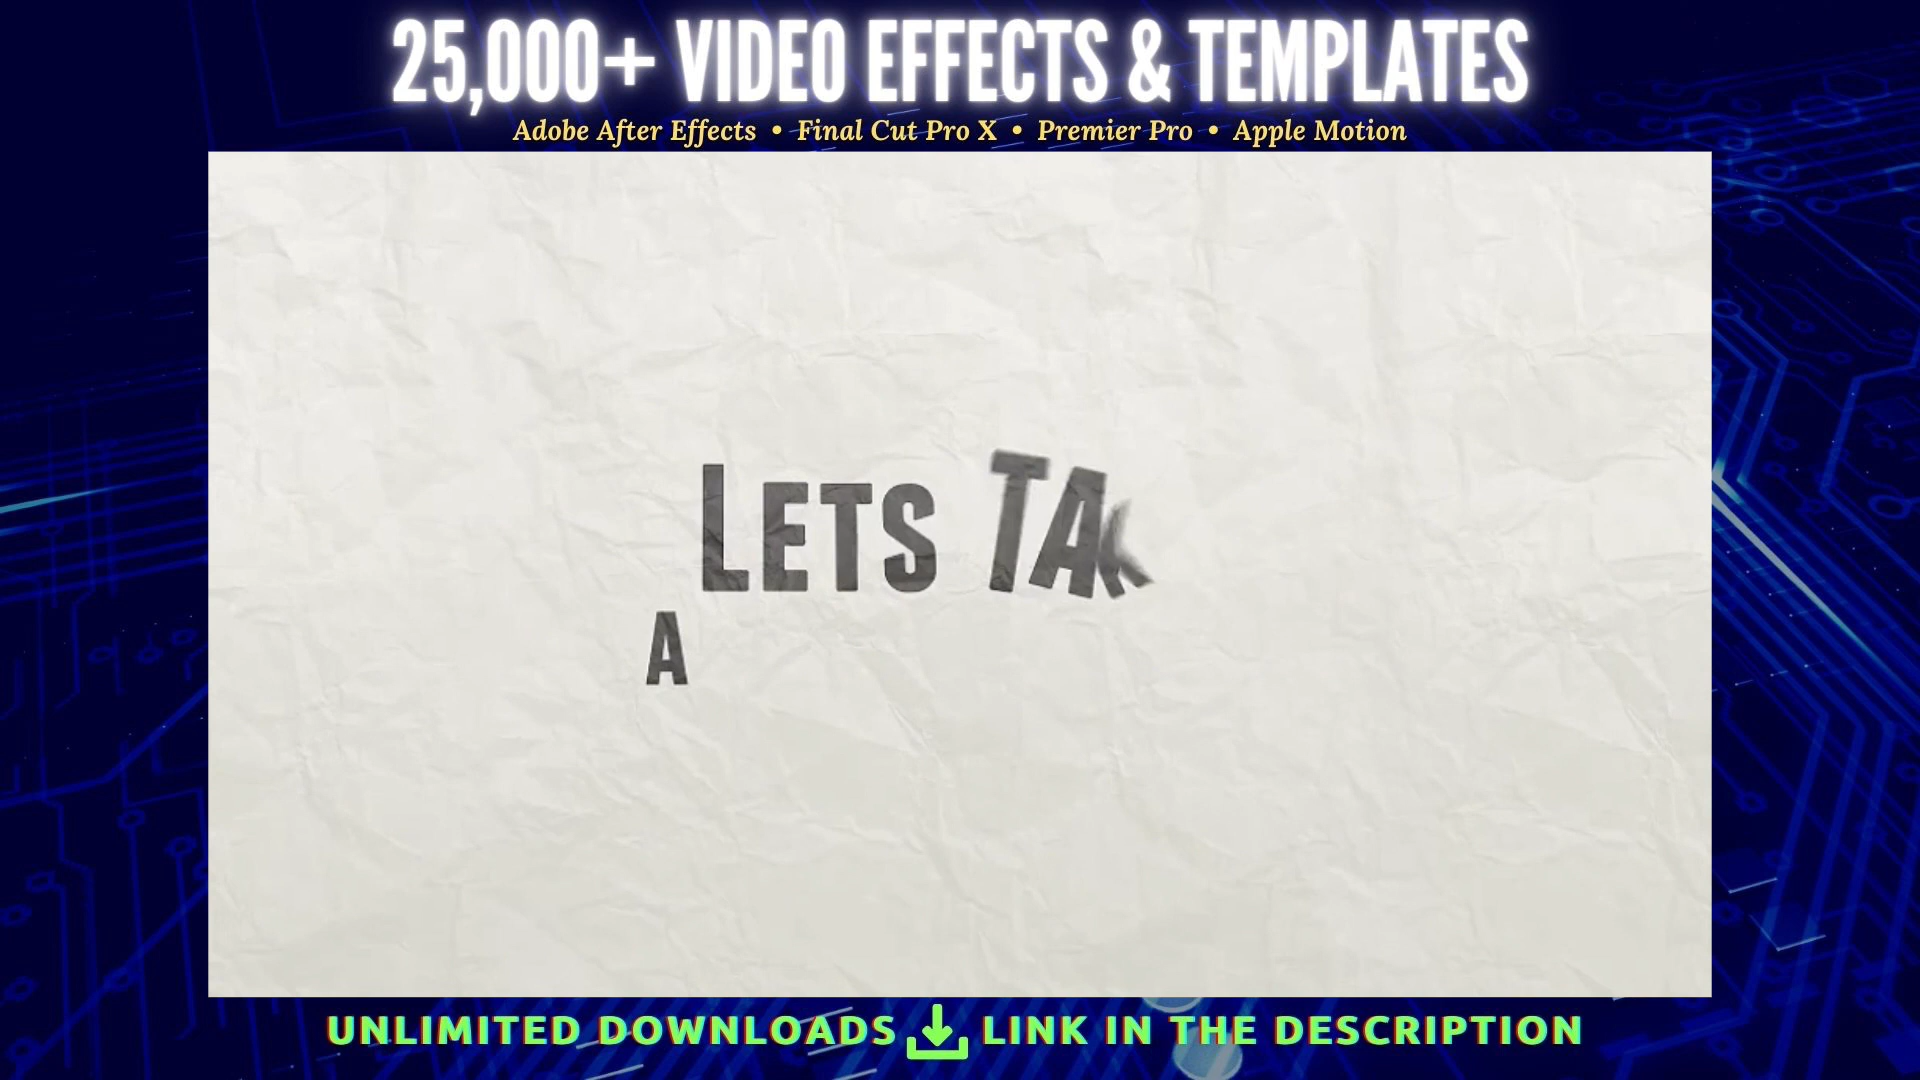 25,000+ VIDEO EFFECTS & TEMPLATES
Adobe After Effects • Final Cut Pro X • Premier Pro • Apple Motion
LETS TAK
A
UNLIMITED DOWNLOADS LINK IN THE DESCRIPTION